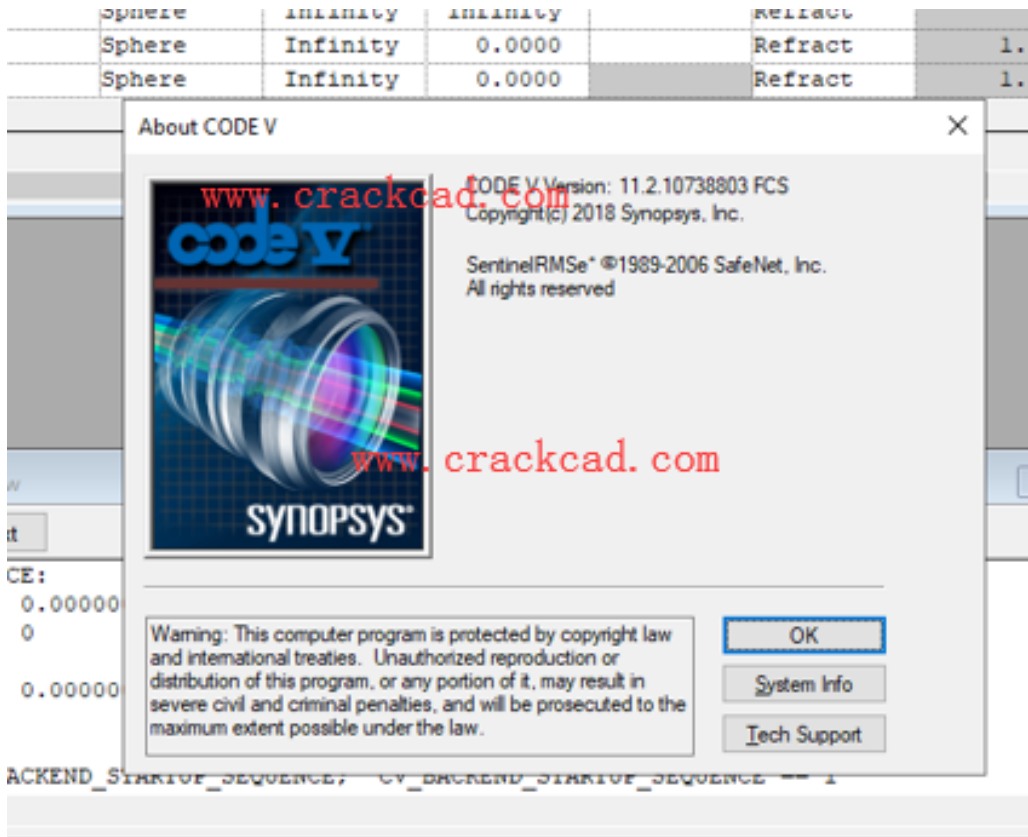 Sphere Infinity Infinity Refract
Sphere Infinity 0.0000 Refract 1.
Sphere Infinity 0.0000 Refract 1.
About CODE V
www.crackcad.com
CODE V Version: 11.2.10738803 FCS
Copyright(c) 2018 Synopsys, Inc.
code V
SentinelRMSe* ©1989-2006 SafeNet, Inc.
All rights reserved
www.crackcad.com
SYNOPSYS®
xt
CE:
0.00000
0
0.00000
Warning: This computer program is protected by copyright law
and international treaties. Unauthorized reproduction or
distribution of this program, or any portion of it, may result in
severe civil and criminal penalties, and will be prosecuted to the
maximum extent possible under the law.
OK
System Info
Tech Support
ACKEND_STARTUP_SEQUENCE; CV_BACKEND_STARTUP_SEQUENCE == 1